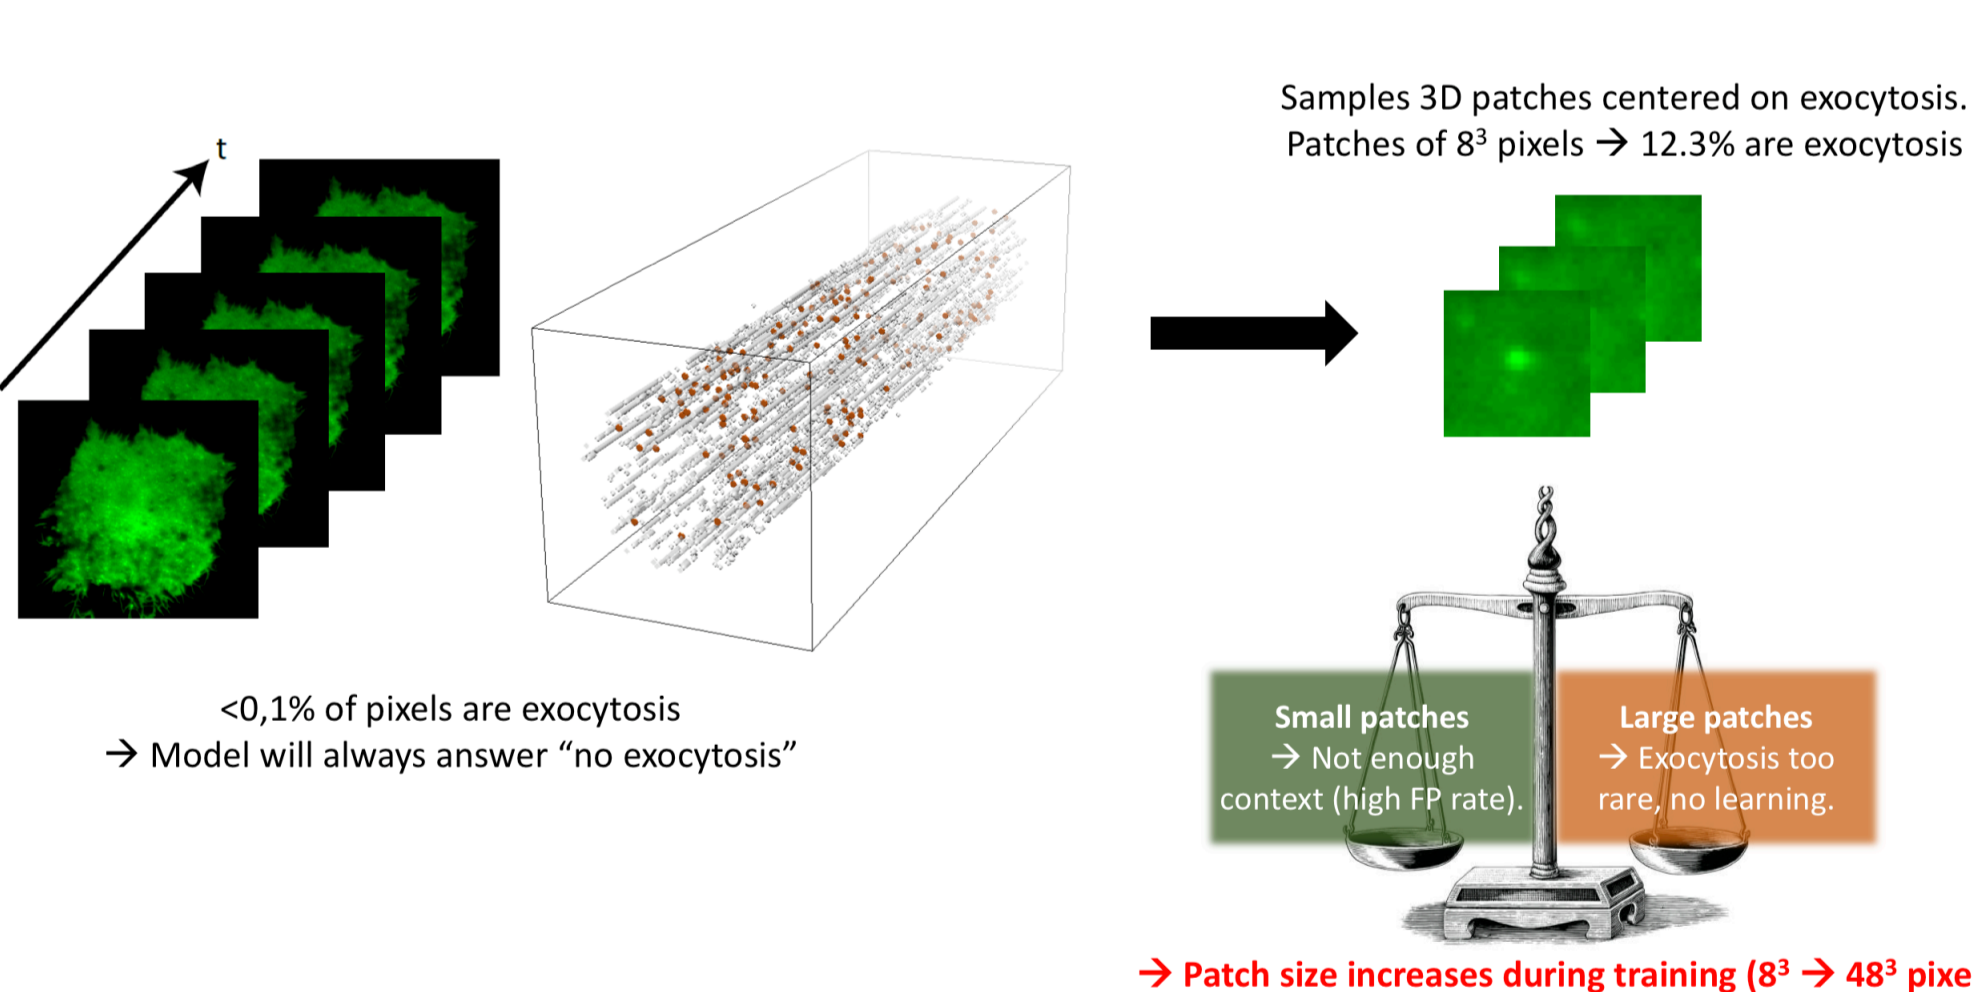 t
Samples 3D patches centered on exocytosis.
Patches of 8³ pixels → 12.3% are exocytosis
<0,1% of pixels are exocytosis
→ Model will always answer “no exocytosis”
Small patches
→ Not enough
context (high FP rate).
Large patches
→ Exocytosis too
rare, no learning.
→ Patch size increases during training (8³ → 48³ pixe